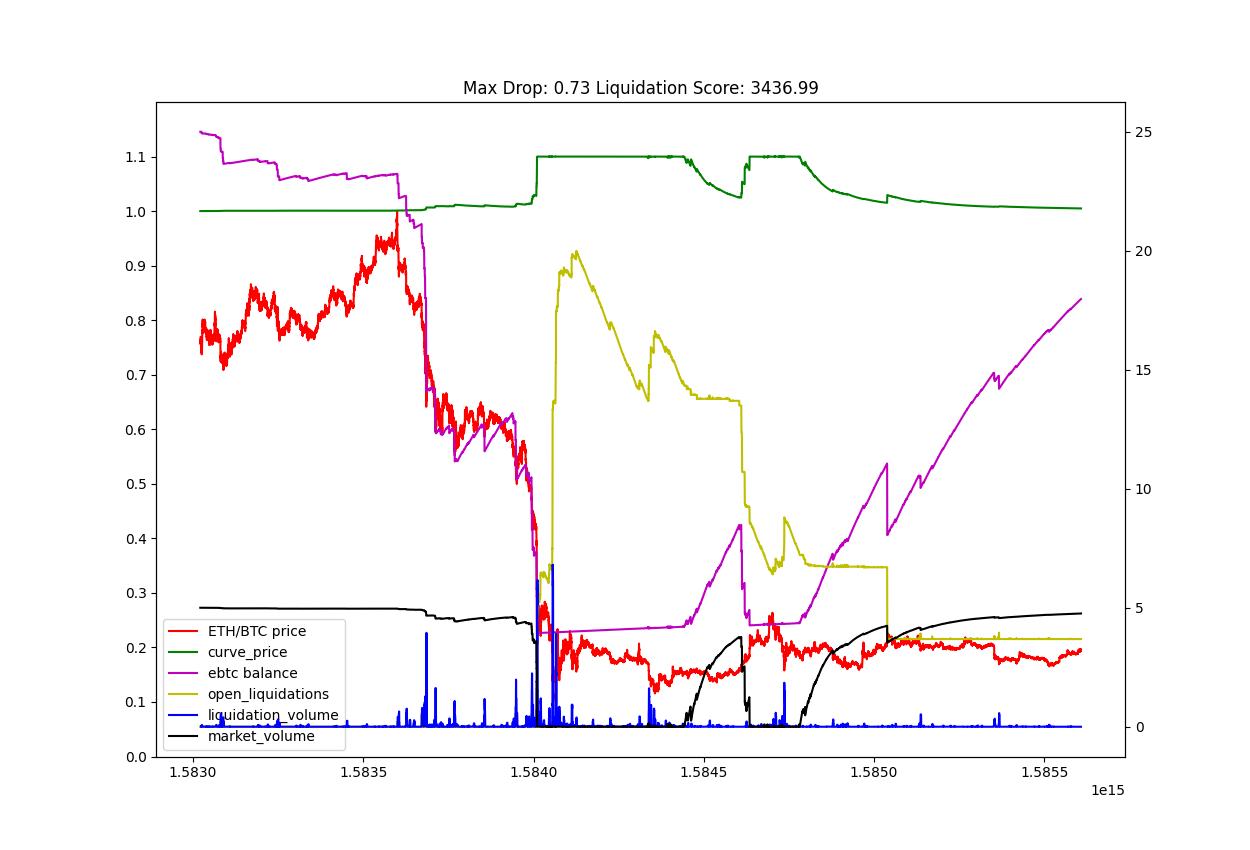 Max Drop: 0.73 Liquidation Score: 3436.99
1.1
1.0
0.9
0.8
0.7
0.6
0.5
0.4
0.3
0.2
0.1
0.0
25
20
15
10
5
0
ETH/BTC price
curve_price
ebtc balance
open_liquidations
liquidation_volume
market_volume
1.5830 1.5835 1.5840 1.5845 1.5850 1.5855
1e15